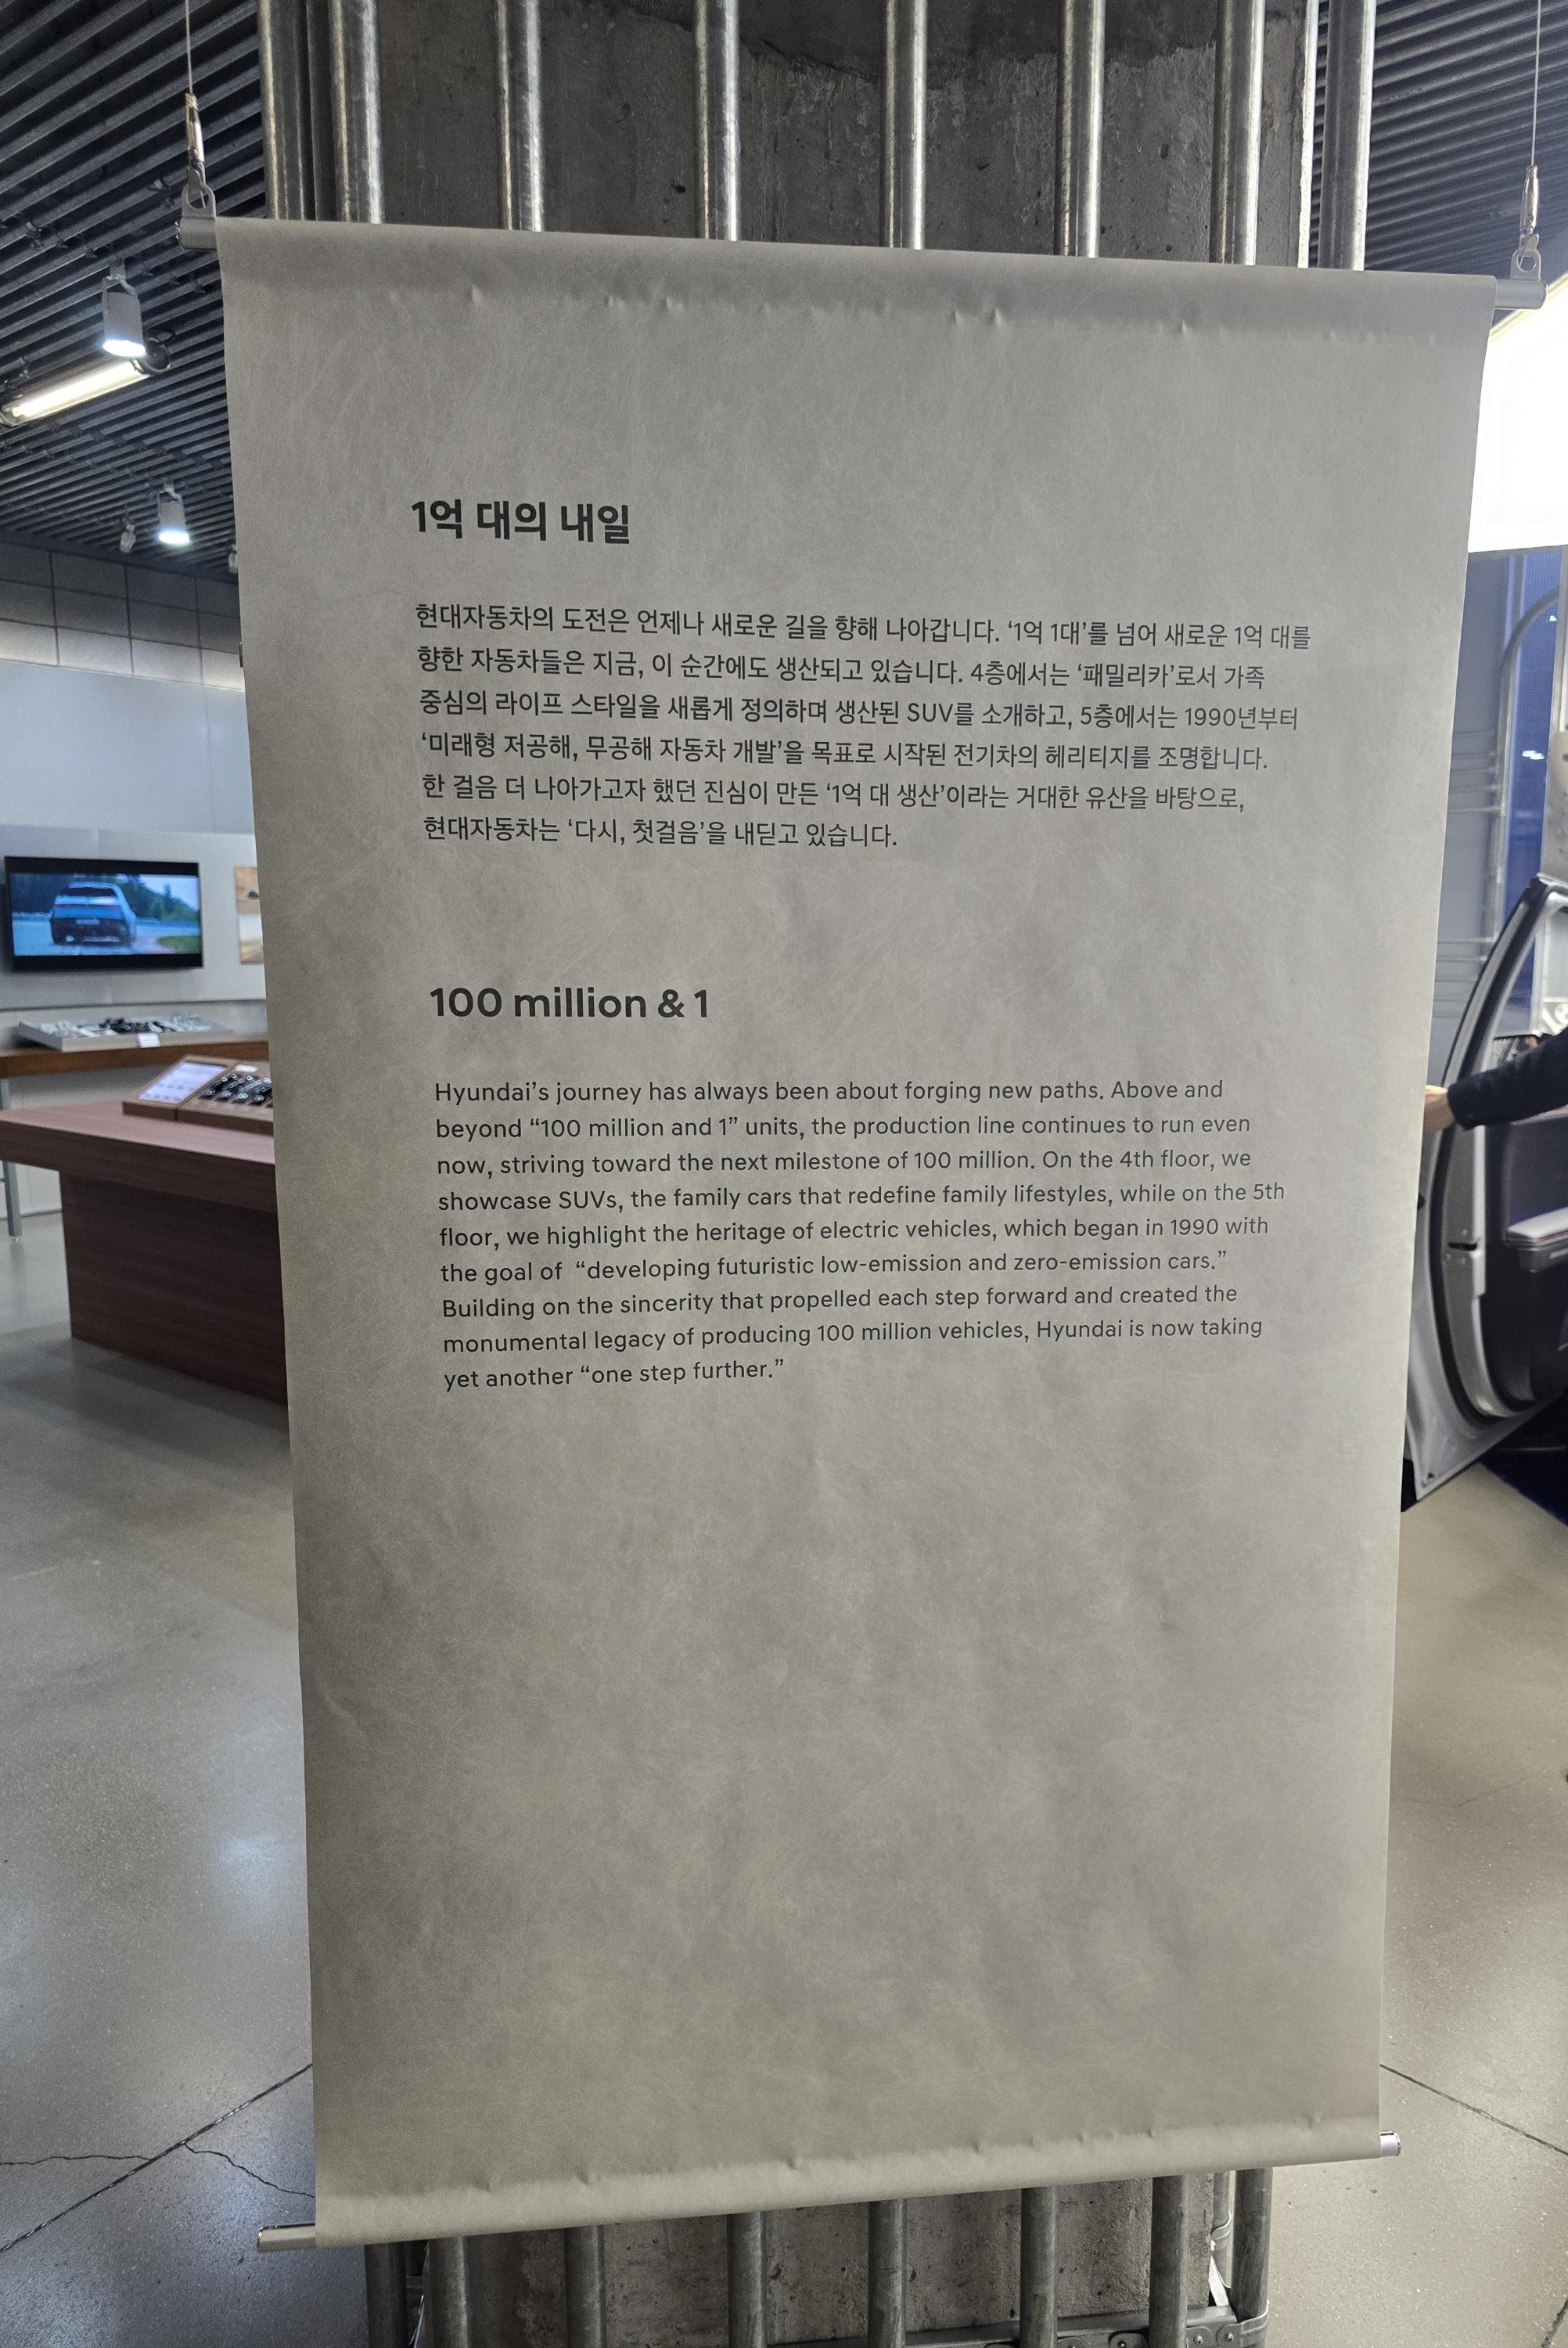 1억 대의 내일
현대자동차의 도전은 언제나 새로운 길을 향해 나아갑니다. ‘1억 1대’를 넘어 새로운 1억 대를
향한 자동차들은 지금, 이 순간에도 생산되고 있습니다. 4층에서는 ‘패밀리카’로서 가족
중심의 라이프 스타일을 새롭게 정의하며 생산된 SUV를 소개하고, 5층에서는 1990년부터
‘미래형 저공해, 무공해 자동차 개발’을 목표로 시작된 전기차의 헤리티지를 조명합니다.
한 걸음 더 나아가고자 했던 진심이 만든 ‘1억 대 생산’이라는 거대한 유산을 바탕으로,
현대자동차는 ‘다시, 첫걸음’을 내딛고 있습니다.
100 million & 1
Hyundai’s journey has always been about forging new paths. Above and
beyond “100 million and 1” units, the production line continues to run even
now, striving toward the next milestone of 100 million. On the 4th floor, we
showcase SUVs, the family cars that redefine family lifestyles, while on the 5th
floor, we highlight the heritage of electric vehicles, which began in 1990 with
the goal of “developing futuristic low-emission and zero-emission cars.”
Building on the sincerity that propelled each step forward and created the
monumental legacy of producing 100 million vehicles, Hyundai is now taking
yet another “one step further.”